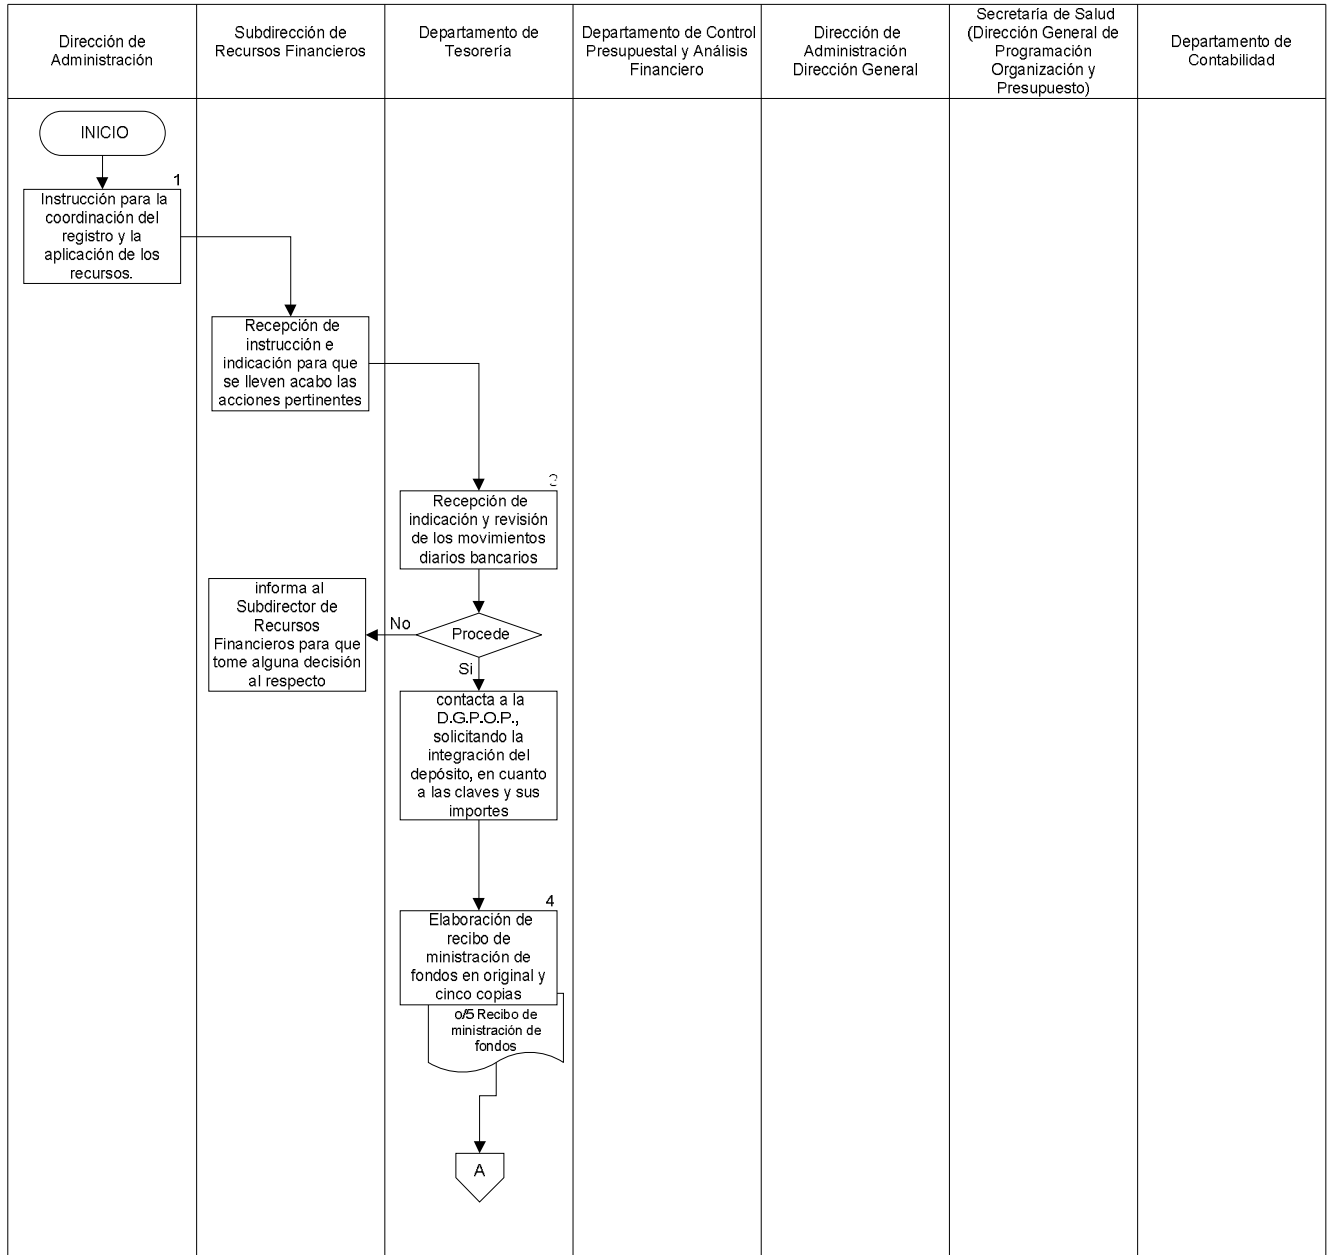 Dirección de
Administración
Subdirección de
Recursos Financieros
Departamento de
Tesorería
Departamento de Control
Presupuestal y Análisis
Financiero
Dirección de
Administración
Dirección General
Secretaría de Salud
(Dirección General de
Programación
Organización y
Presupuesto)
Departamento de
Contabilidad
INICIO
1
Instrucción para la
coordinación del
registro y la
aplicación de los
recursos.
Recepción de
instrucción e
indicación para que
se lleven acabo las
acciones pertinentes
Recepción de
indicación y revisión
de los movimientos
diarios bancarios
Procede
No
informa al
Subdirector de
Recursos
Financieros para que
tome alguna decisión
al respecto
Si
contacta a la
D.G.P.O.P.,
solicitando la
integración del
depósito, en cuanto
a las claves y sus
importes
4
Elaboración de
recibo de
ministración de
fondos en original y
cinco copias
o/5 Recibo de
ministración de
fondos
A